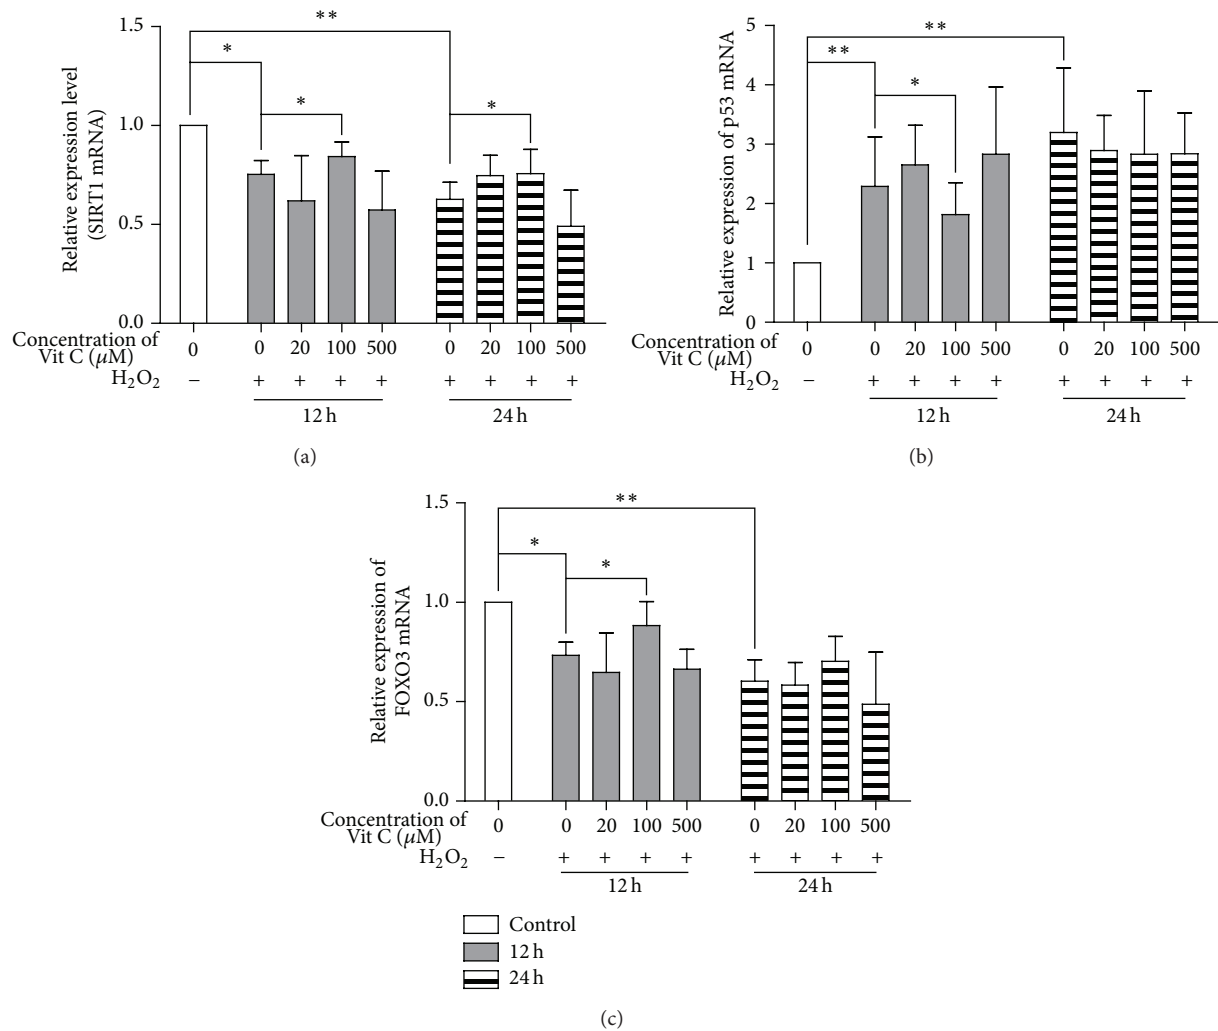 1.5
1.0
0.5
0.0
Relative expression level
(SIRT1 mRNA)
*
**
*
*
Concentration of
Vit C (μM)
0 0 20 100 500 0 20 100 500
H₂O₂ − + + + + + + + +
12 h 24 h
(a)
5
4
3
2
1
0
Relative expression of p53 mRNA
**
**
*
Concentration of
Vit C (μM)
0 0 20 100 500 0 20 100 500
H₂O₂ − + + + + + + + +
12 h 24 h
(b)
1.5
1.0
0.5
0.0
Relative expression of
FOXO3 mRNA
**
*
*
Concentration of
Vit C (μM)
0 0 20 100 500 0 20 100 500
H₂O₂ − + + + + + + + +
12 h 24 h
Control
12 h
24 h
(c)